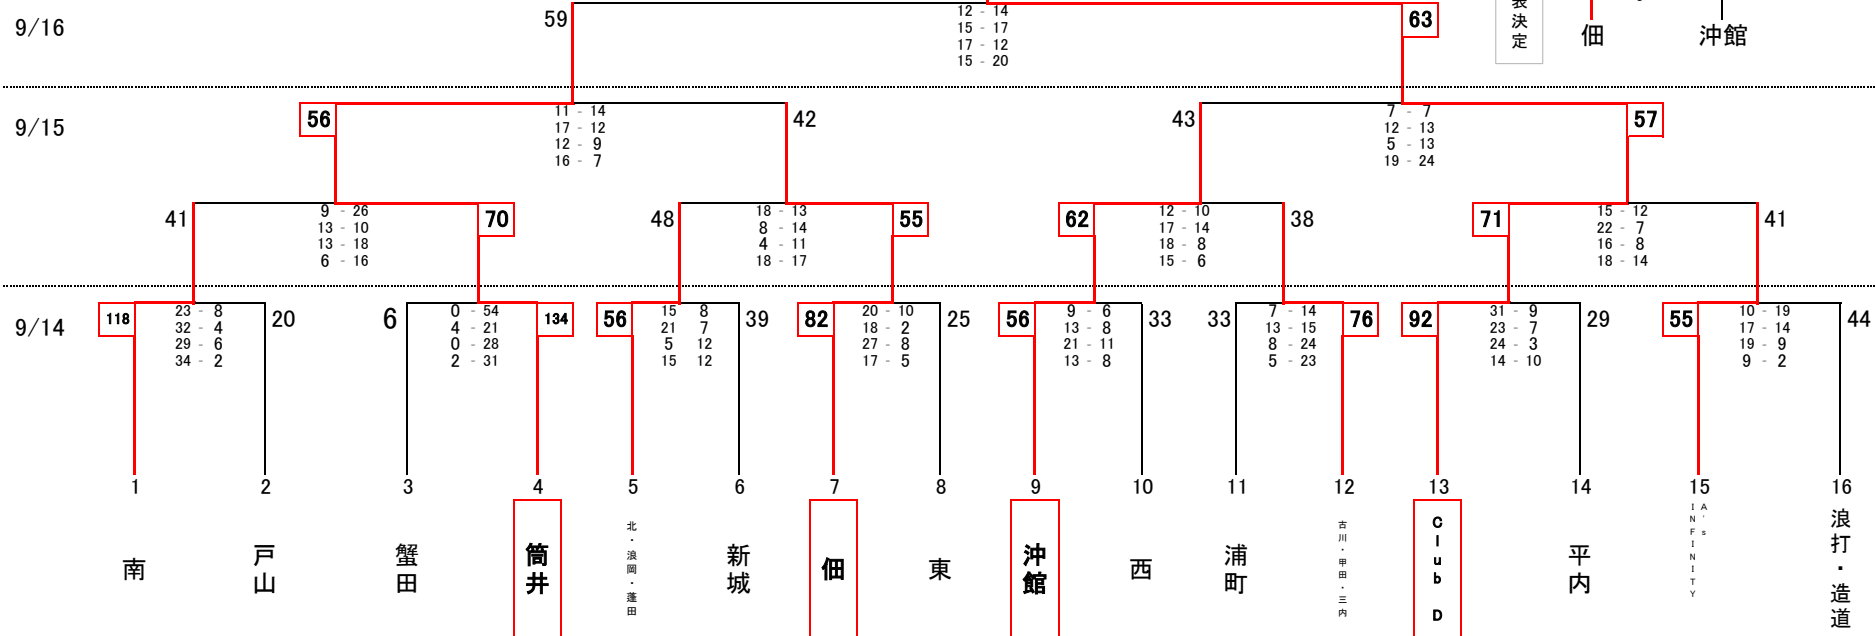 9/16
59
12 - 14
15 - 17
17 - 12
15 - 20
63
表決定
佃
沖館
9/15
56
11 - 14
17 - 12
12 - 9
16 - 7
42
43
7 - 7
12 - 13
5 - 13
19 - 24
57
41
9 - 26
13 - 10
13 - 18
6 - 16
70
48
18 - 13
8 - 14
4 - 11
18 - 17
55
62
12 - 10
17 - 14
18 - 8
15 - 6
38
71
15 - 12
22 - 7
16 - 8
18 - 14
41
9/14
118
23 - 8
32 - 4
29 - 6
34 - 2
20
6
0 - 54
4 - 21
0 - 28
2 - 31
134
56
15 8
21 7
5 12
15 12
39
82
20 - 10
18 - 2
27 - 8
17 - 5
25
56
9 - 6
13 - 8
21 - 11
13 - 8
33
33
7 - 14
13 - 15
8 - 24
5 - 23
76
92
31 - 9
23 - 7
24 - 3
14 - 10
29
55
10 - 19
17 - 14
19 - 9
9 - 2
44
1
2
3
4
5
6
7
8
9
10
11
12
13
14
15
16
南
戸山
蟹田
筒井
北・浪岡・蓬田
新城
佃
東
沖館
西
浦町
古川・甲田・三内
Club D
平内
A's
INFINITY
浪打・造道